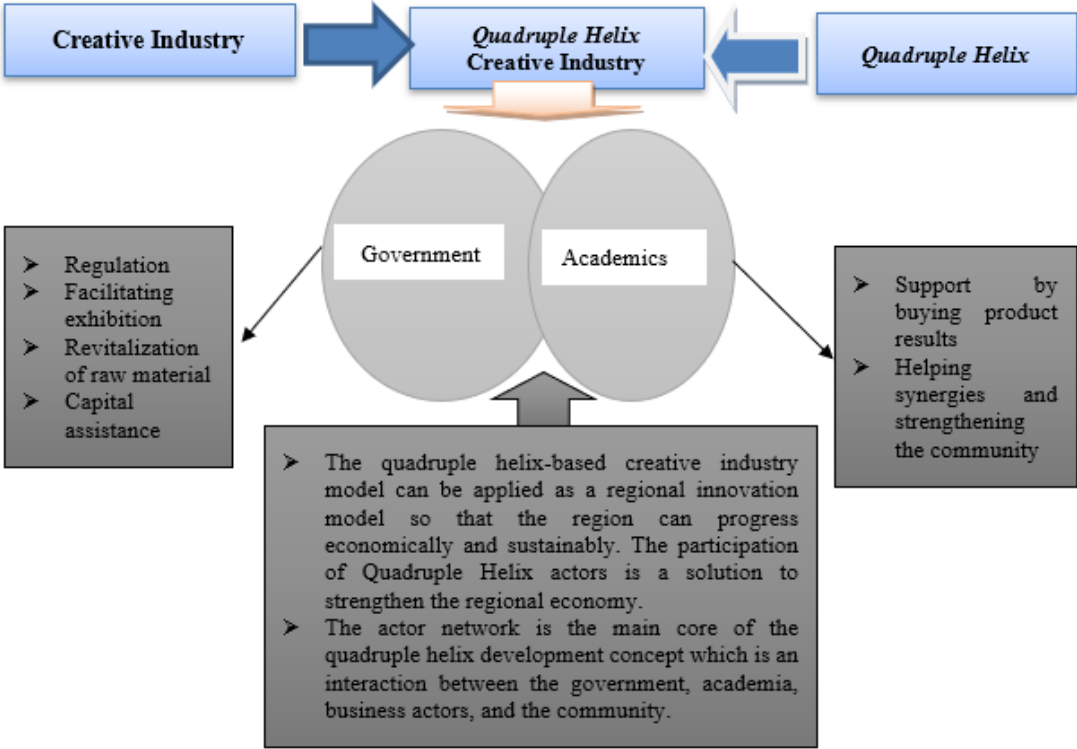 Creative Industry
Quadruple Helix
Creative Industry
Quadruple Helix
Government
Academics
➤ Regulation
➤ Facilitating
exhibition
➤ Revitalization
of raw material
➤ Capital
assistance
➤ Support by
buying product
results
➤ Helping
synergies and
strengthening
the community
➤ The quadruple helix-based creative industry
model can be applied as a regional innovation
model so that the region can progress
economically and sustainably. The participation
of Quadruple Helix actors is a solution to
strengthen the regional economy.
➤ The actor network is the main core of the
quadruple helix development concept which is an
interaction between the government, academia,
business actors, and the community.